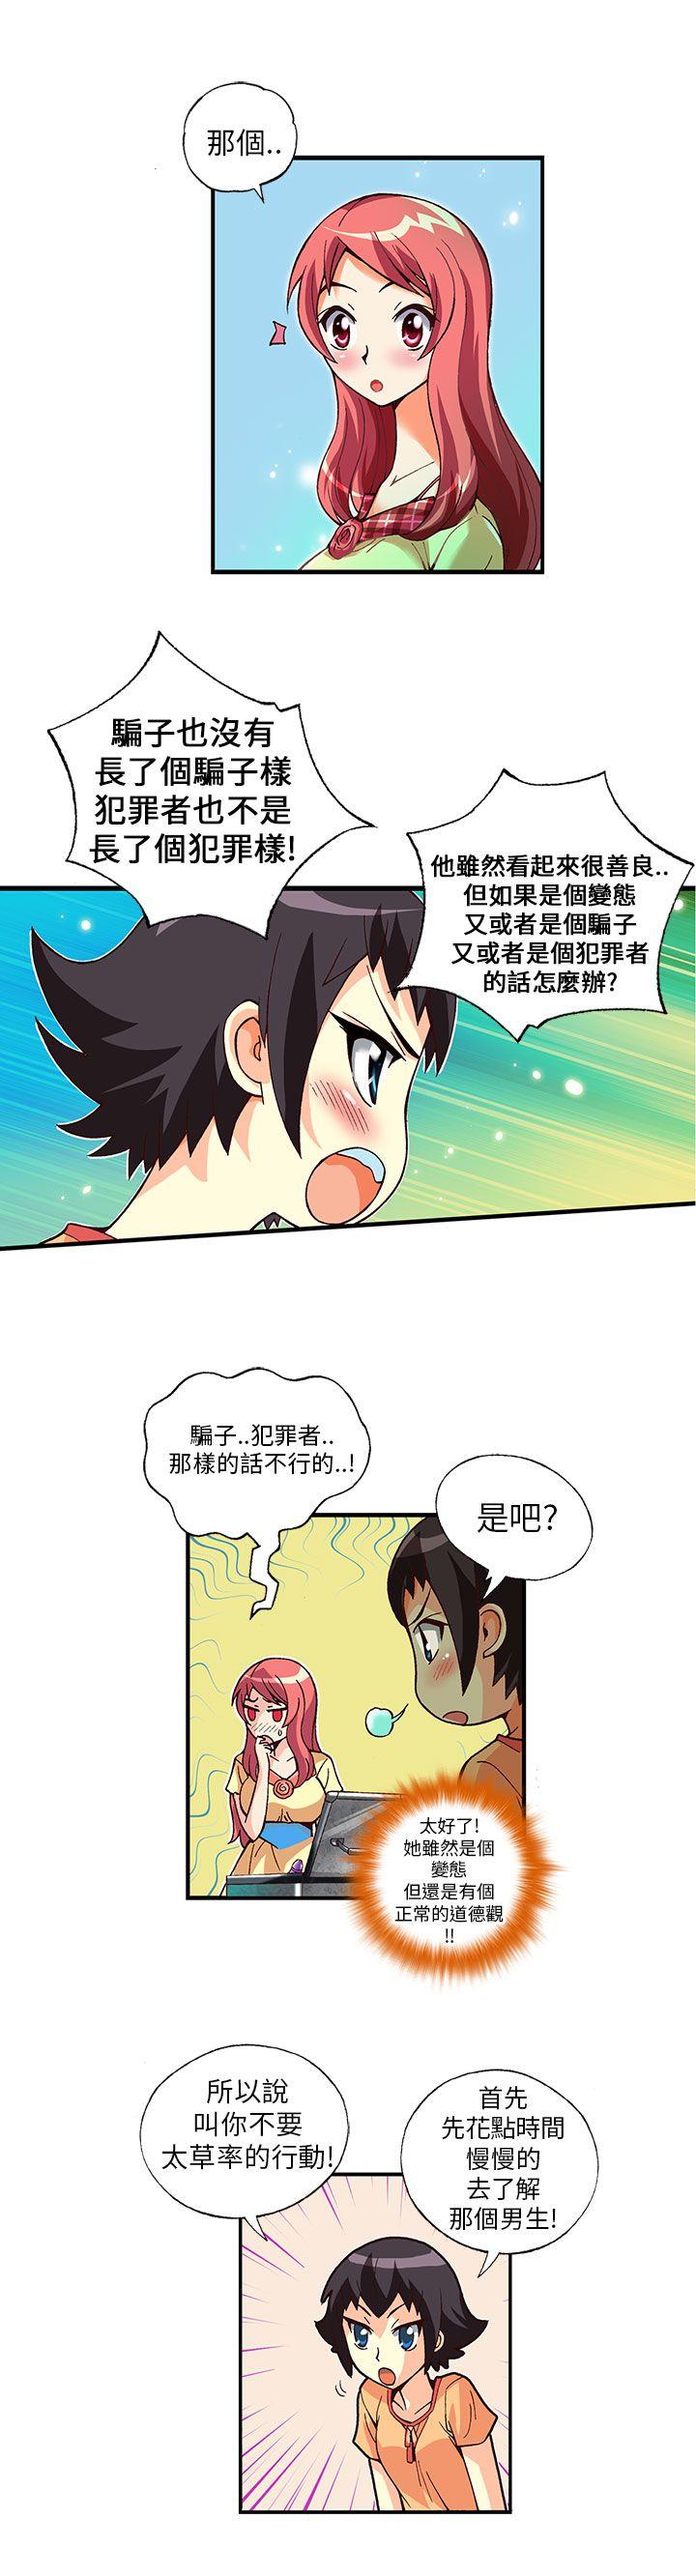 那個..
騙子也沒有
長了個騙子樣
犯罪者也不是
長了個犯罪樣!
他雖然看起來很善良..
但如果是個變態
又或者是個騙子
又或者是個犯罪者
的話怎麼辦?
騙子..犯罪者..
那樣的話不行的..!
是吧?
太好了!
她雖然是個
變態
但還是有個
正常的道德觀
!!
所以說
叫你不要
太草率的行動!
首先
先花點時間
慢慢的
去了解
那個男生!